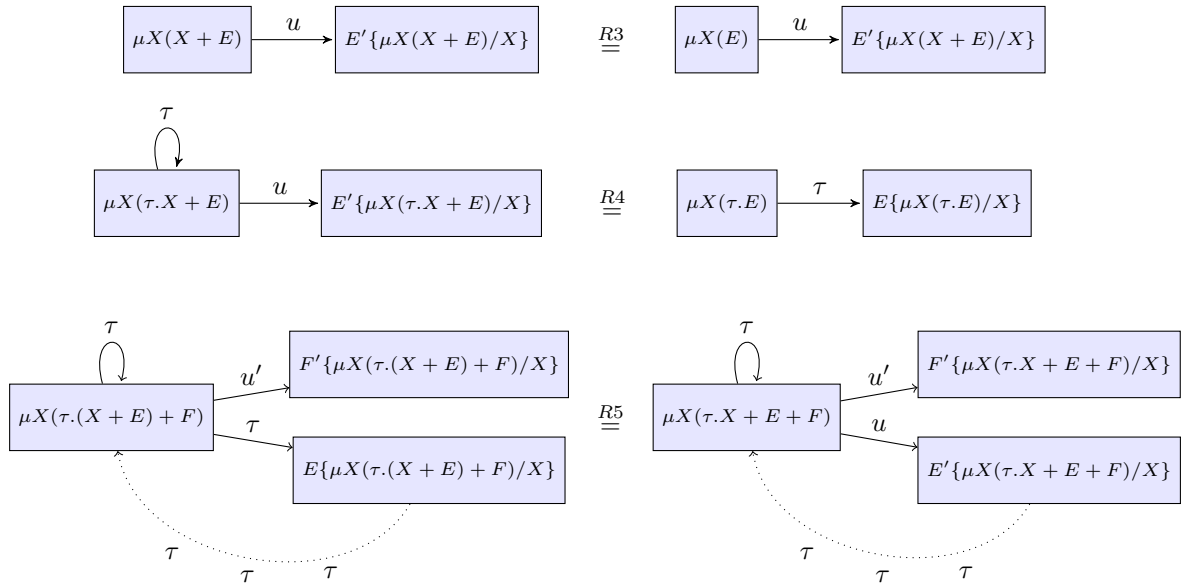 u
μX(X + E) E′{μX(X + E)/X} R3 = μX(E) u E′{μX(X + E)/X}
τ
μX(τ.X + E) u E′{μX(τ.X + E)/X} R4 = μX(τ.E) τ E{μX(τ.E)/X}
τ τ
F′{μX(τ.(X + E) + F)/X} F′{μX(τ.X + E + F)/X}
u′ u′
μX(τ.(X + E) + F) R5 = μX(τ.X + E + F)
τ u
E{μX(τ.(X + E) + F)/X} E′{μX(τ.X + E + F)/X}
τ τ τ τ τ τ